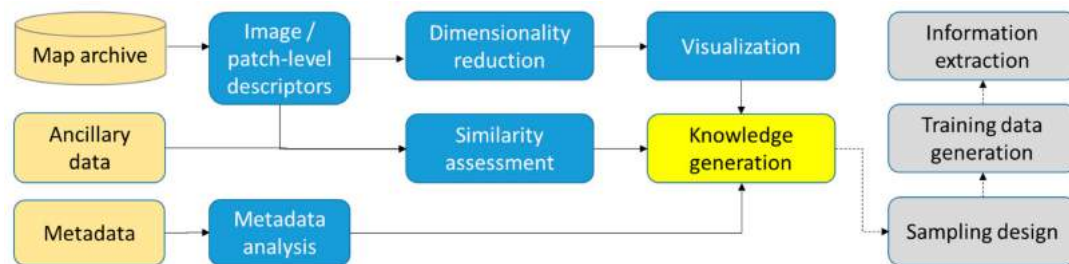 Map archive
Image /
patch-level
descriptors
Dimensionality
reduction
Visualization
Information
extraction
Ancillary
data
Similarity
assessment
Knowledge
generation
Training data
generation
Metadata
Metadata
analysis
Sampling design